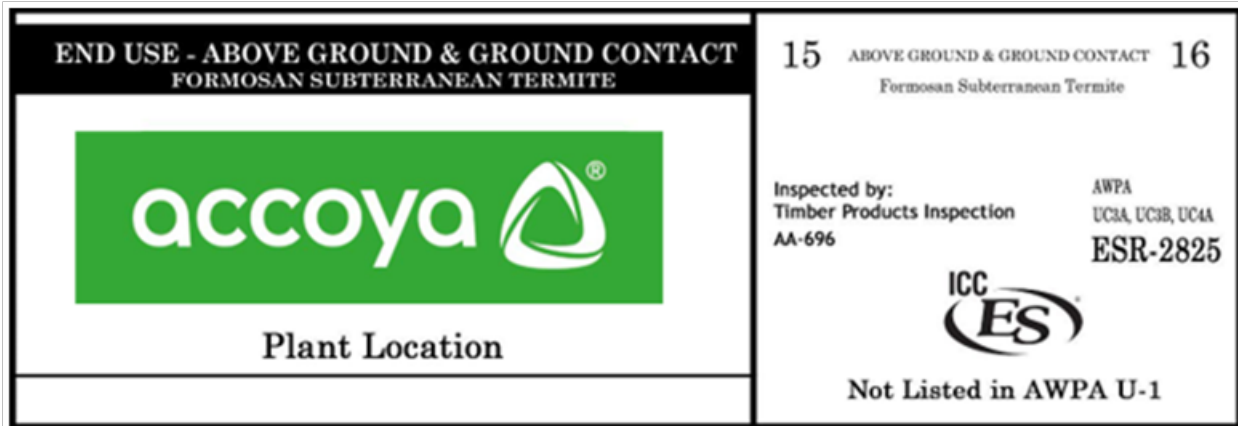 END USE - ABOVE GROUND & GROUND CONTACT
FORMOSAN SUBTERRANEAN TERMITE
accoya®
Plant Location
15 ABOVE GROUND & GROUND CONTACT 16
Formosan Subterranean Termite
Inspected by:
Timber Products Inspection
AA-696
AWPA
UC3A, UC3B, UC4A
ESR-2825
ICC
ES
Not Listed in AWPA U-1